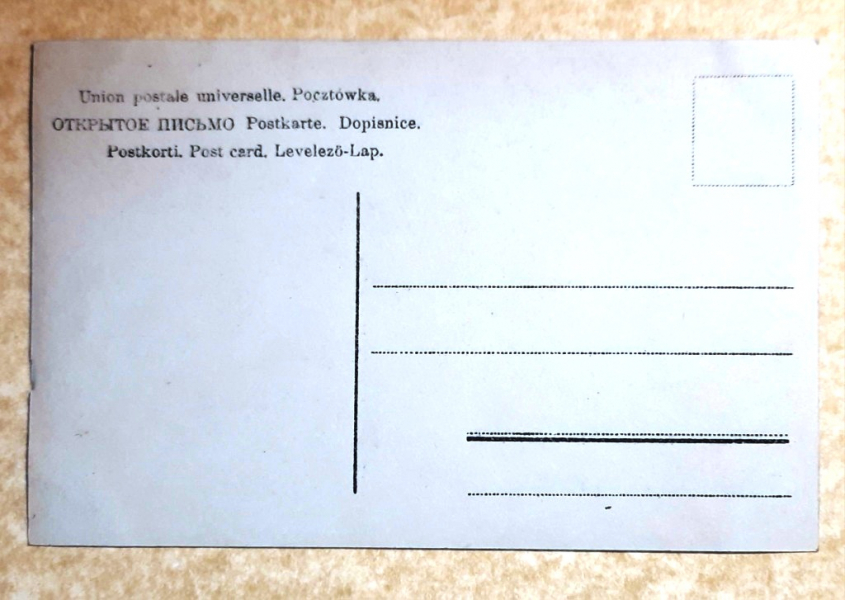 Union postale universelle. Pocztówka.
ОТКРЫТОЕ ПИСЬМО Postkarte. Dopisnice.
Postkorti. Post card. Levelező-Lap.